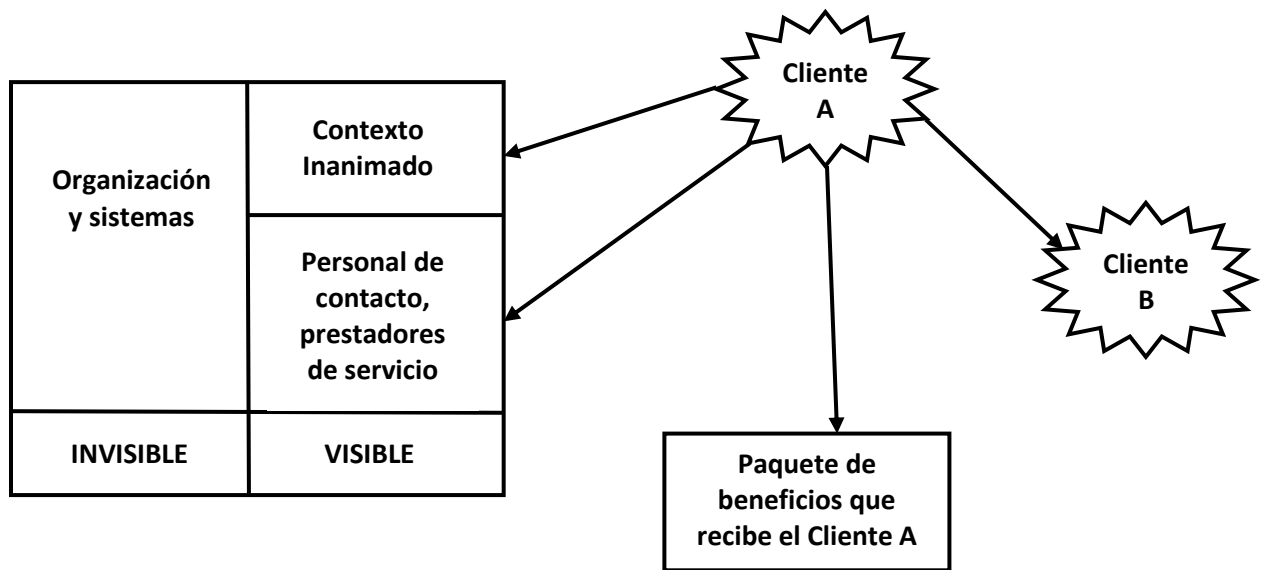 Organización
y sistemas
Contexto
Inanimado
Personal de
contacto,
prestadores
de servicio
INVISIBLE
VISIBLE
Cliente
A
Cliente
B
Paquete de
beneficios que
recibe el Cliente A